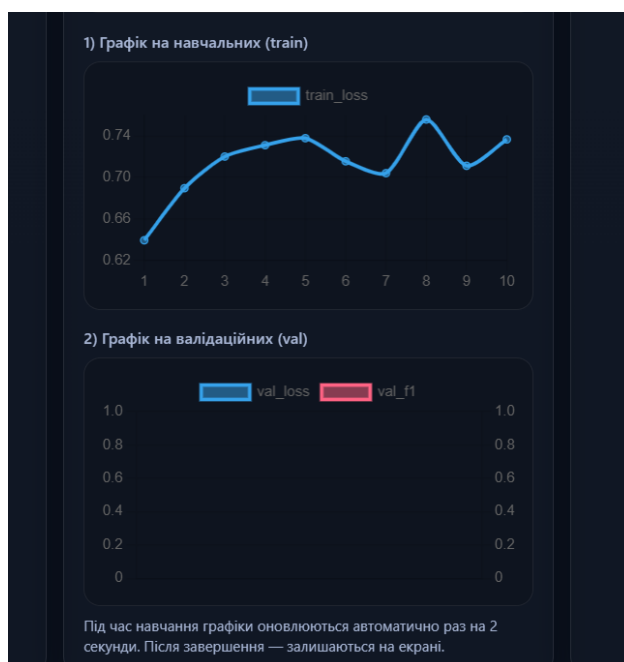 1) Графік на навчальних (train)
train_loss
0.74
0.70
0.66
0.62
1 2 3 4 5 6 7 8 9 10
2) Графік на валідаційних (val)
val_loss val_f1
1.0 1.0
0.8 0.8
0.6 0.6
0.4 0.4
0.2 0.2
0 0
Під час навчання графіки оновлюються автоматично раз на 2
секунди. Після завершення — залишаються на екрані.